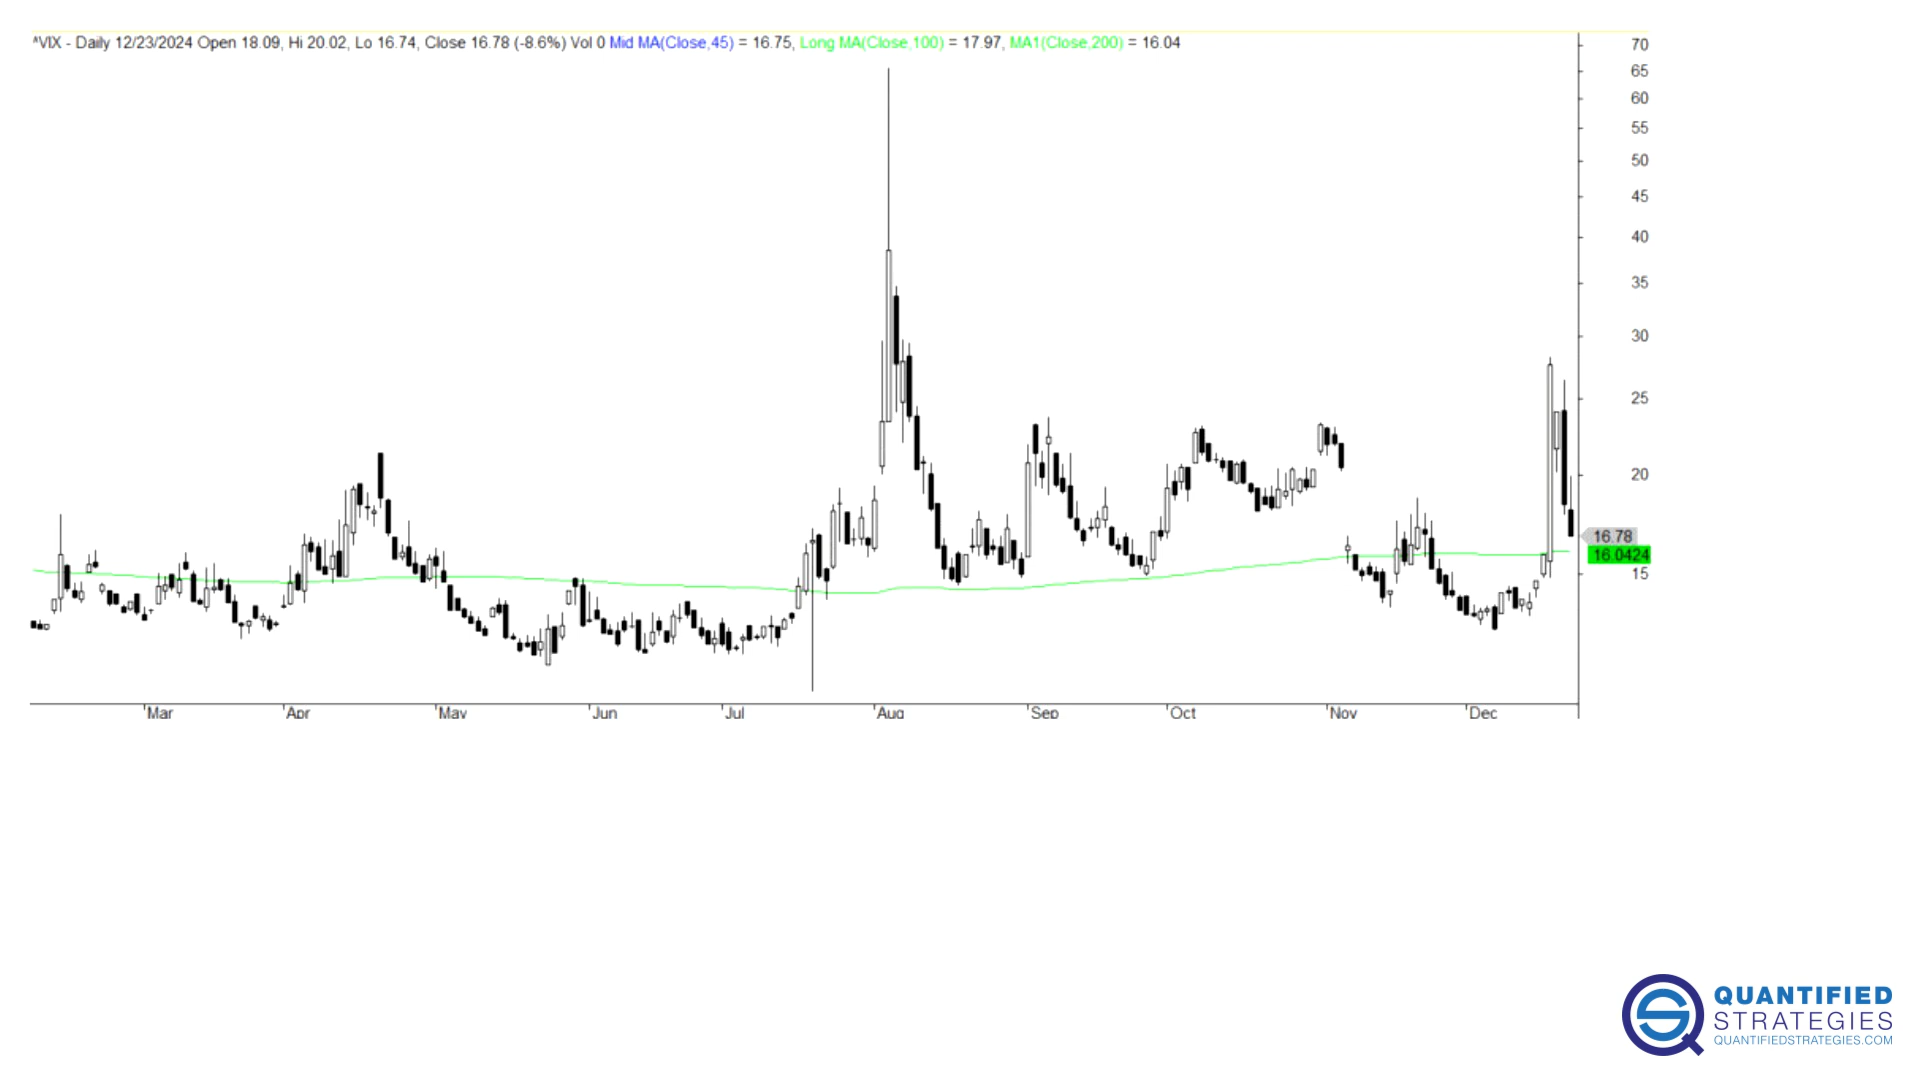 ^VIX - Daily 12/23/2024 Open 18.09, Hi 20.02, Lo 16.74, Close 16.78 (-8.6%) Vol 0 Mid MA(Close,45) = 16.75, Long MA(Close,100) = 17.97, MA1(Close,200) = 16.04
70
65
60
55
50
45
40
35
30
25
20
16.78
16.0424
15
Mar Apr May Jun Jul Aug Sep Oct Nov Dec
QUANTIFIED
STRATEGIES
QUANTIFIEDSTRATEGIES.COM